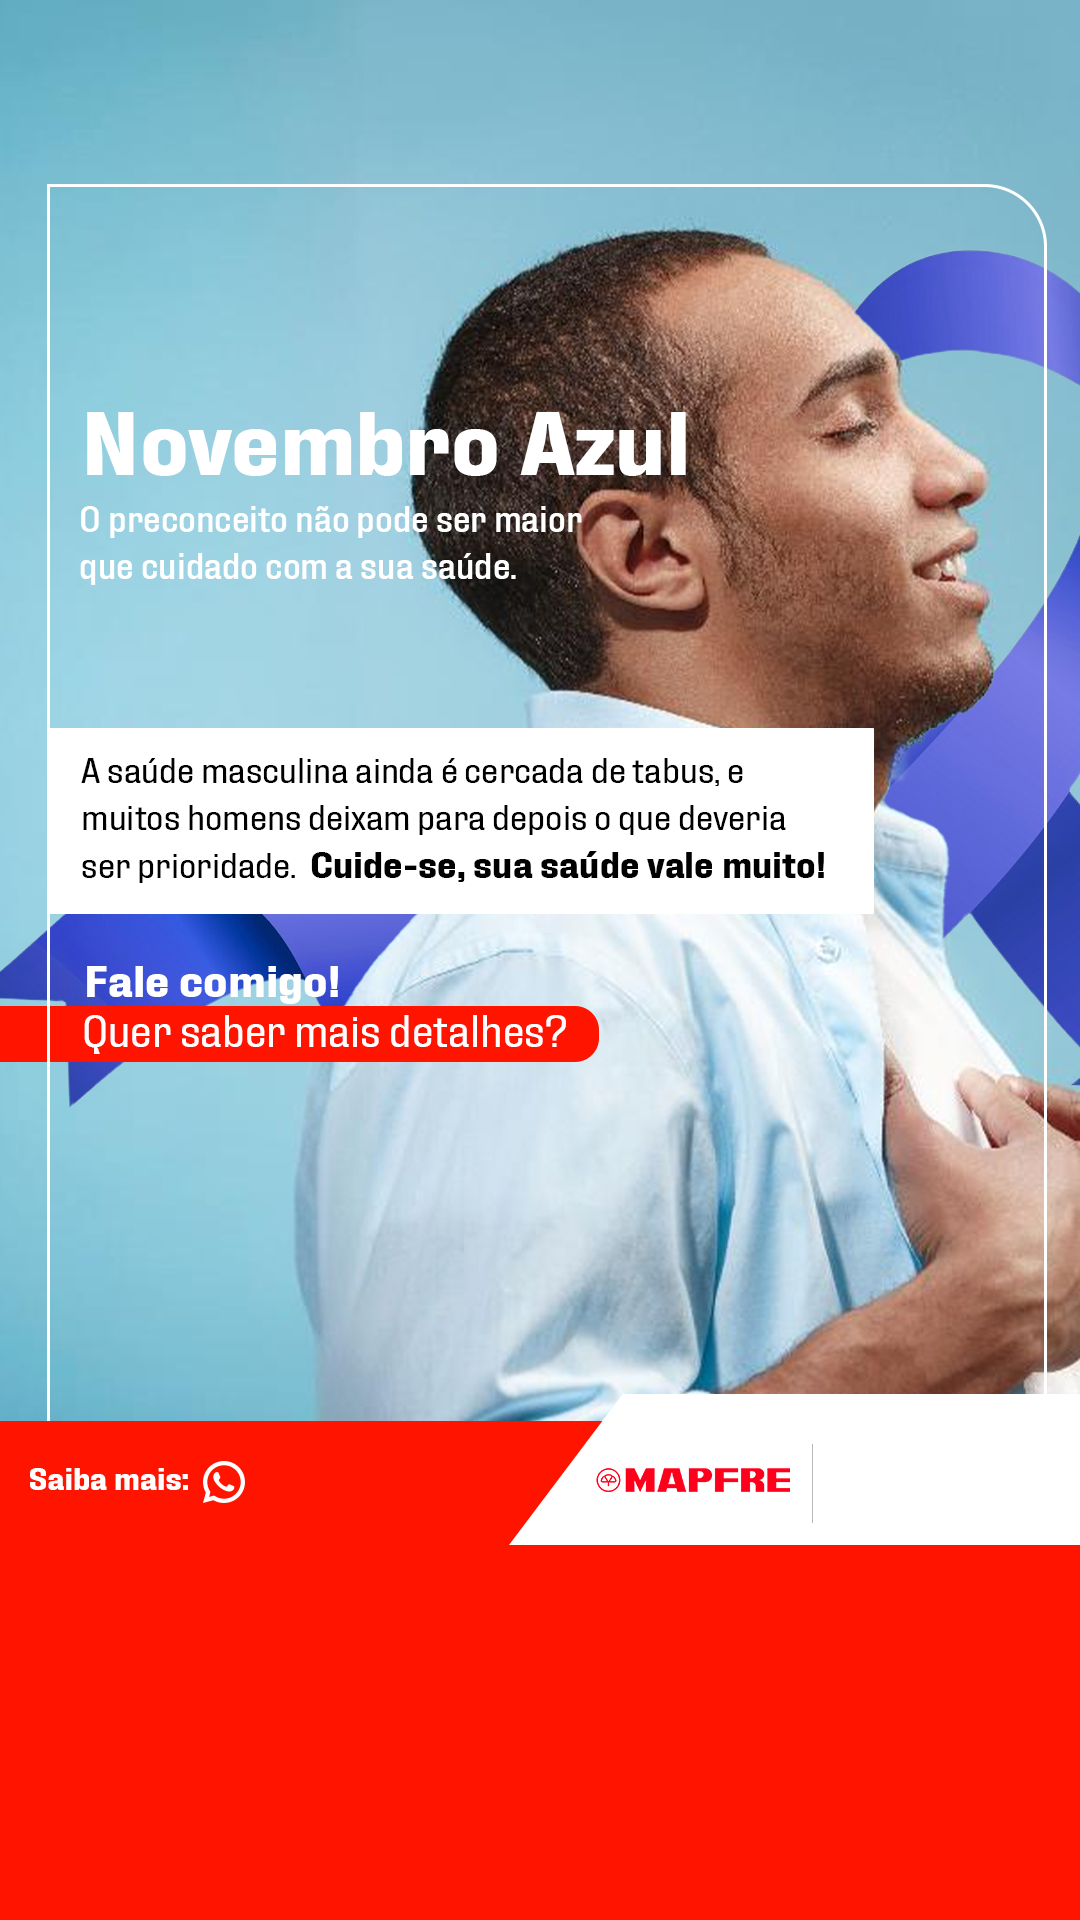 Novembro Azul
O preconceito não pode ser maior
que cuidado com a sua saúde.
A saúde masculina ainda é cercada de tabus, e
muitos homens deixam para depois o que deveria
ser prioridade. Cuide-se, sua saúde vale muito!
Fale comigo!
Quer saber mais detalhes?
Saiba mais:
MAPFRE